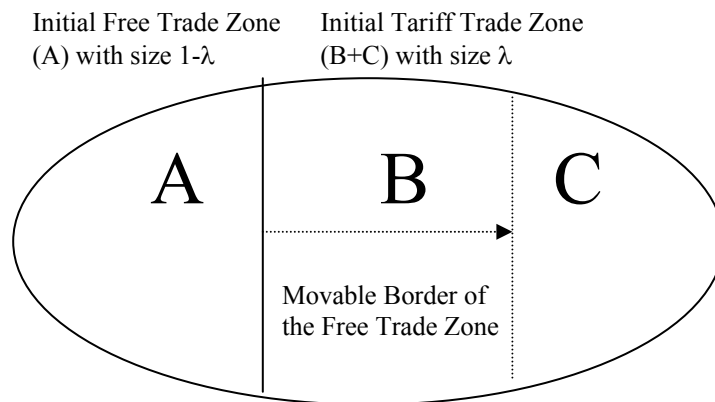 Initial Free Trade Zone
(A) with size 1-λ
Initial Tariff Trade Zone
(B+C) with size λ
A
B
C
Movable Border of
the Free Trade Zone